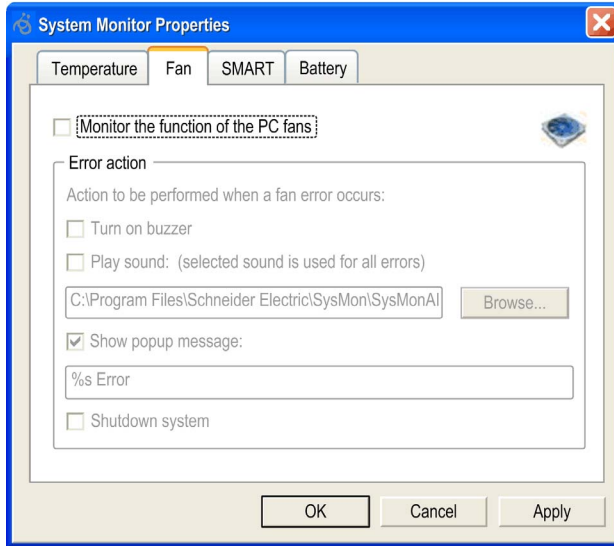 System Monitor Properties
Temperature Fan SMART Battery
Monitor the function of the PC fans
Error action
Action to be performed when a fan error occurs:
Turn on buzzer
Play sound: (selected sound is used for all errors)
C:\Program Files\Schneider Electric\SysMon\SysMonAl Browse...
Show popup message:
%s Error
Shutdown system
OK Cancel Apply